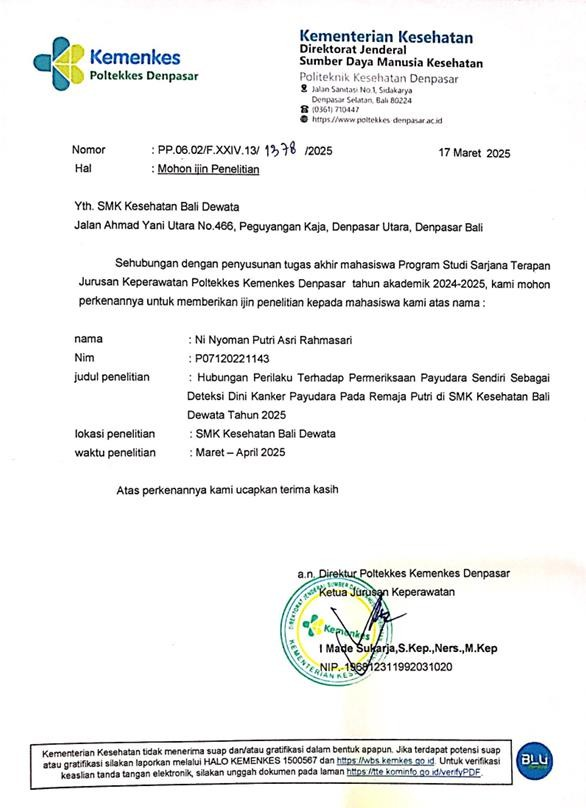 Kemenkes
Poltekkes Denpasar
Kementerian Kesehatan
Direktorat Jenderal
Sumber Daya Manusia Kesehatan
Politeknik Kesehatan Denpasar
Jalan Sanitasi No.1, Sidakarya
Denpasar Selatan, Bali 80224
(0361) 710447
https://www.poltekkes-denpasar.ac.id
Nomor : PP.06.02/F.XXIV.13/ 1378 /2025 17 Maret 2025
Hal : Mohon ijin Penelitian
Yth. SMK Kesehatan Bali Dewata
Jalan Ahmad Yani Utara No.466, Peguyangan Kaja, Denpasar Utara, Denpasar Bali
Sehubungan dengan penyusunan tugas akhir mahasiswa Program Studi Sarjana Terapan
Jurusan Keperawatan Poltekkes Kemenkes Denpasar tahun akademik 2024-2025, kami mohon
perkenannya untuk memberikan ijin penelitian kepada mahasiswa kami atas nama :
nama : Ni Nyoman Putri Asri Rahmasari
Nim : P07120221143
judul penelitian : Hubungan Perilaku Terhadap Permeriksaan Payudara Sendiri Sebagai
Deteksi Dini Kanker Payudara Pada Remaja Putri di SMK Kesehatan Bali
Dewata Tahun 2025
lokasi penelitian : SMK Kesehatan Bali Dewata
waktu penelitian : Maret – April 2025
Atas perkenannya kami ucapkan terima kasih
a.n. Direktur Poltekkes Kemenkes Denpasar
Ketua Jurusan Keperawatan
Kemenkes
I Made Sukarja,S.Kep.,Ners.,M.Kep
NIP. 196812311992031020
Kementerian Kesehatan tidak menerima suap dan/atau gratifikasi dalam bentuk apapun. Jika terdapat potensi suap
atau gratifikasi silakan laporkan melalui HALO KEMENKES 1500567 dan https://wbs.kemkes.go.id. Untuk verifikasi
keaslian tanda tangan elektronik, silakan unggah dokumen pada laman https://tte.kominfo.go.id/verifyPDF.
BLU